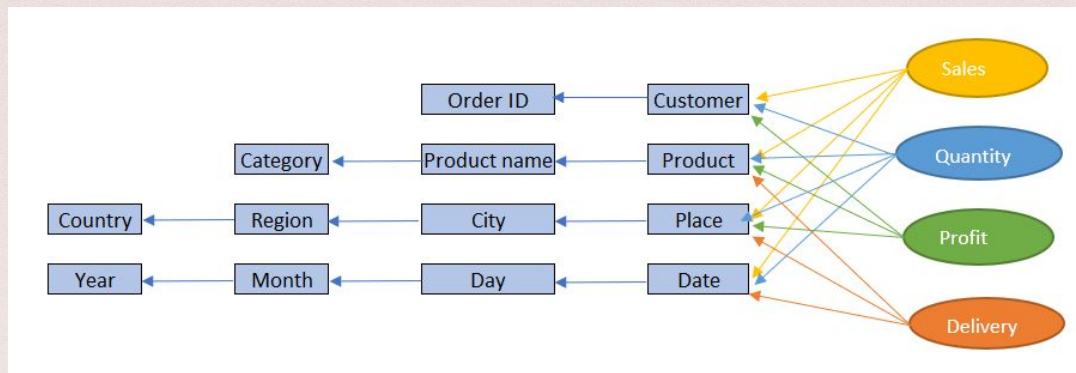 Sales
Order ID Customer
Category Product name Product
Quantity
Country Region City Place
Profit
Year Month Day Date
Delivery